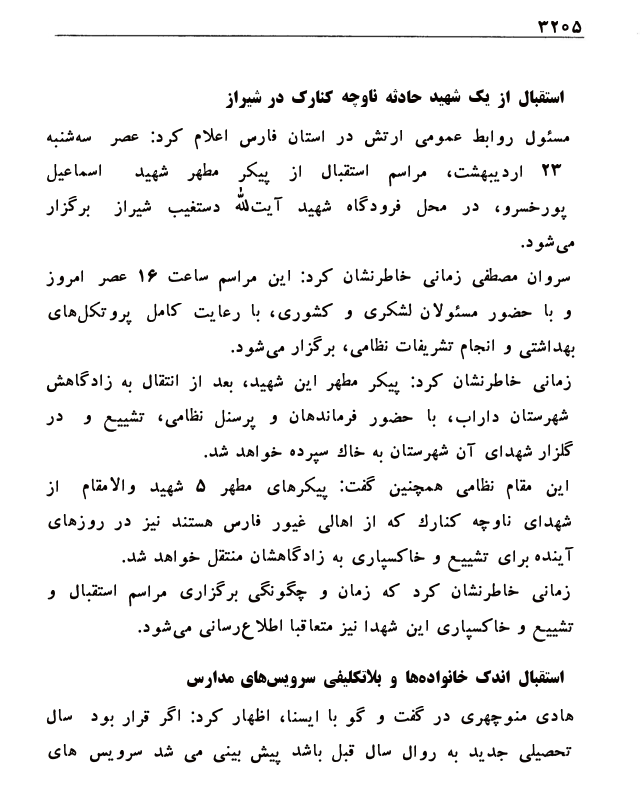 ۳۲۰۵
استقبال از یک شهید حادثه ناوچه کنارک در شیراز
مسئول روابط عمومی ارتش در استان فارس اعلام کرد: عصر سه‌شنبه
۲۳ اردیبهشت، مراسم استقبال از پیکر مطهر شهید اسماعیل
پورخسرو، در محل فرودگاه شهید آیت‌الله دستغیب شیراز برگزار
می‌شود.
سروان مصطفی زمانی خاطرنشان کرد: این مراسم ساعت ۱۶ عصر امروز
و با حضور مسئولان لشکری و کشوری، با رعایت کامل پروتکل‌های
بهداشتی و انجام تشریفات نظامی، برگزار می‌شود.
زمانی خاطرنشان کرد: پیکر مطهر این شهید، بعد از انتقال به زادگاهش
شهرستان داراب، با حضور فرماندهان و پرسنل نظامی، تشییع و در
گلزار شهدای آن شهرستان به خاک سپرده خواهد شد.
این مقام نظامی همچنین گفت: پیکرهای مطهر ۵ شهید والامقام از
شهدای ناوچه کنارک که از اهالی غیور فارس هستند نیز در روزهای
آینده برای تشییع و خاکسپاری به زادگاهشان منتقل خواهد شد.
زمانی خاطرنشان کرد که زمان و چگونگی برگزاری مراسم استقبال و
تشییع و خاکسپاری این شهدا نیز متعاقبا اطلاع‌رسانی می‌شود.
استقبال اندک خانواده‌ها و بلاتکلیفی سرویس‌های مدارس
هادی منوچهری در گفت و گو با ایسنا، اظهار کرد: اگر قرار بود سال
تحصیلی جدید به روال سال قبل باشد پیش بینی می شد سرویس های